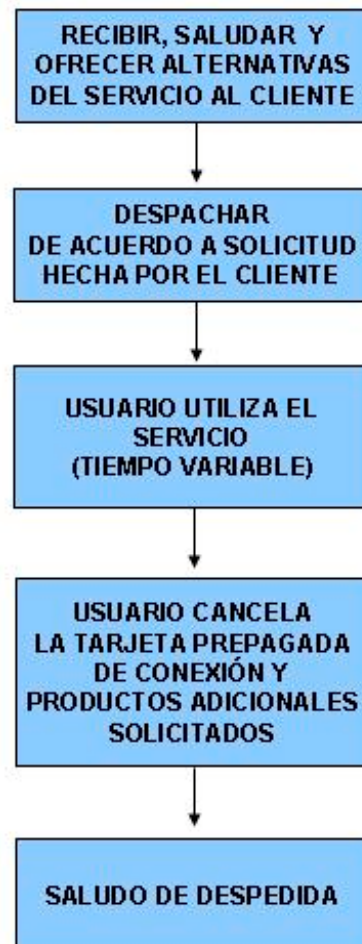 RECIBIR, SALUDAR Y
OFRECER ALTERNATIVAS
DEL SERVICIO AL CLIENTE
DESPACHAR
DE ACUERDO A SOLICITUD
HECHA POR EL CLIENTE
USUARIO UTILIZA EL
SERVICIO
(TIEMPO VARIABLE)
USUARIO CANCELA
LA TARJETA PREPAGADA
DE CONEXIÓN Y
PRODUCTOS ADICIONALES
SOLICITADOS
SALUDO DE DESPEDIDA